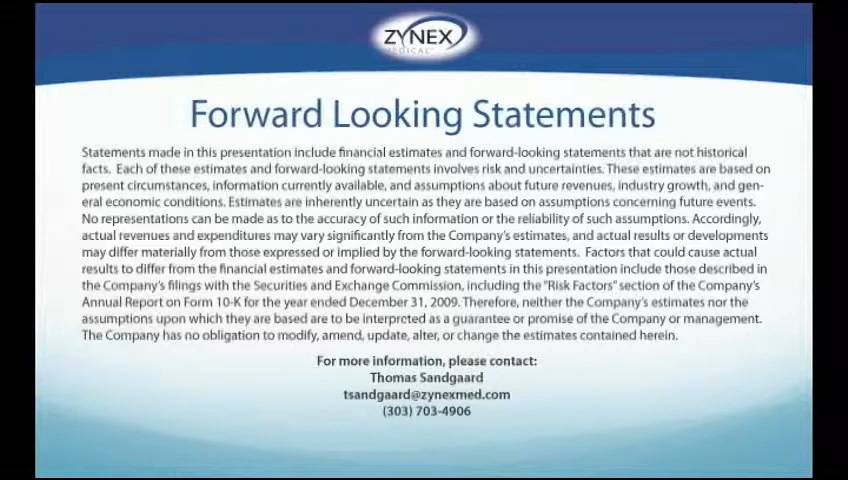 ZYNEX
MEDICAL
Forward Looking Statements
Statements made in this presentation include financial estimates and forward-looking statements that are not historical
facts.  Each of these estimates and forward-looking statements involves risk and uncertainties. These estimates are based on
present circumstances, information currently available, and assumptions about future revenues, industry growth, and gen-
eral economic conditions. Estimates are inherently uncertain as they are based on assumptions concerning future events.
No representations can be made as to the accuracy of such information or the reliability of such assumptions. Accordingly,
actual revenues and expenditures may vary significantly from the Company's estimates, and actual results or developments
may differ materially from those expressed or implied by the forward-looking statements.  Factors that could cause actual
results to differ from the financial estimates and forward-looking statements in this presentation include those described in
the Company's filings with the Securities and Exchange Commission, including the "Risk Factors" section of the Company's
Annual Report on Form 10-K for the year ended December 31, 2009. Therefore, neither the Company's estimates nor the
assumptions upon which they are based are to be interpreted as a guarantee or promise of the Company or management.
The Company has no obligation to modify, amend, update, alter, or change the estimates contained herein.
For more information, please contact:
Thomas Sandgaard
tsandgaard@zynexmed.com
(303) 703-4906